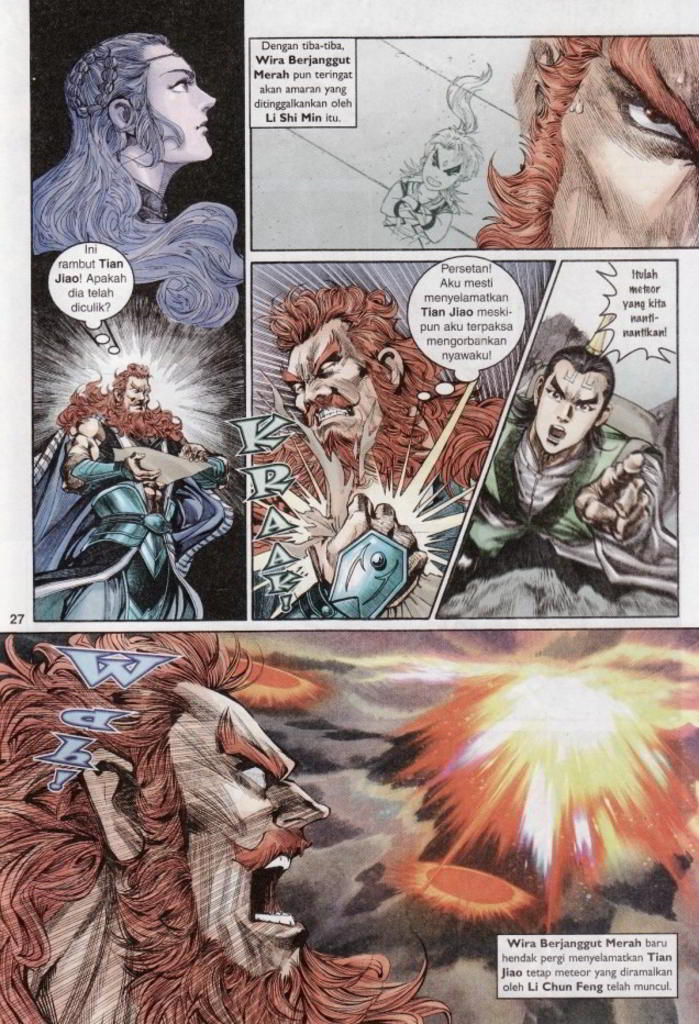 Dengan tiba-tiba,
Wira Berjanggut
Merah pun teringat
akan amaran yang
ditinggalkankan oleh
Li Shi Min itu.
Ini
rambut Tian
Jiao! Apakah
dia telah
diculik?
Persetan!
Aku mesti
menyelamatkan
Tian Jiao meski-
pun aku terpaksa
mengorbankan
nyawaku!
KRAAK!
Itulah
meteor
yang kita
nanti-
nantikan!
27
Wah!
Wira Berjanggut Merah baru
hendak pergi menyelamatkan Tian
Jiao tetap meteor yang diramalkan
oleh Li Chun Feng telah muncul.